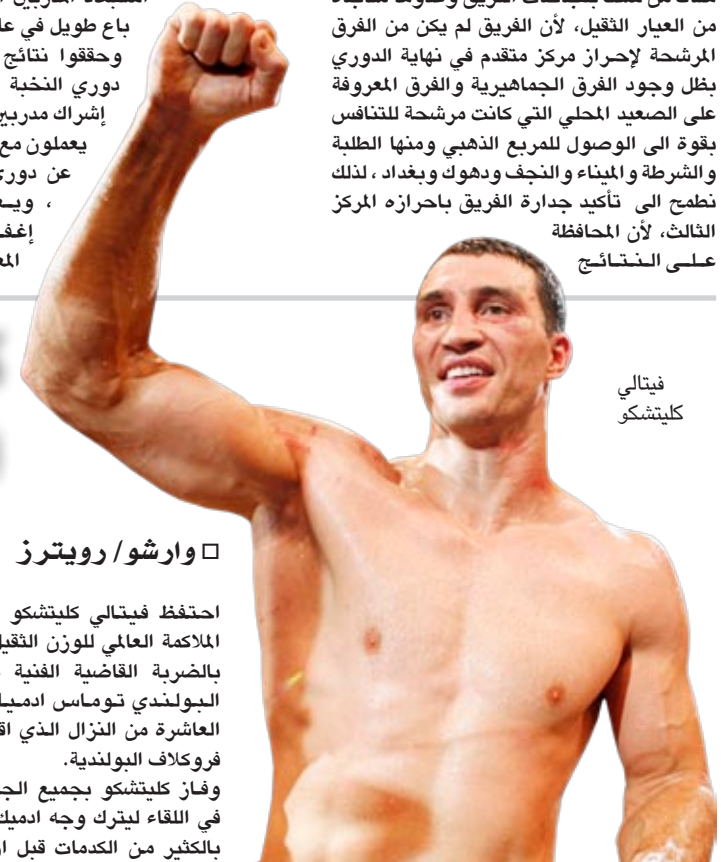 من العيار الثقيل، لأن الفريق لم يكن من الفرق
المرشحة لإحراز مركز متقدم في نهاية الدوري
بظل وجود الفرق الجماهيرية والفرق المعروفة
على الصعيد المحلي التي كانت مرشحة للتنافس
بقوة الى الوصول للمربع الذهبي ومنها الطلبة
والشرطة والميناء والنجف ودهوك وبغداد ، لذلك
نطمح الى تأكيد جدارة الفريق باحرازه المركز
الثالث، لأن المحافظة
على النتائج
باع طويل في
وحققوا نتائج
دوري النخبة
إشراك مدربين
يعملون مع
عن دوري
فيتالي
كليتشكو
□ وارشو/ رويترز
احتفظ فيتالي كليتشكو
الملاكمة العالمي للوزن الثقيل
بالضربة القاضية الفنية
البولندي توماس
العاشرة من النزال الذي
فروكلاف البولندية.
وفاز كليتشكو بجميع
في اللقاء ليترك وجه ادميك
بالكثير من الكدمات قبل